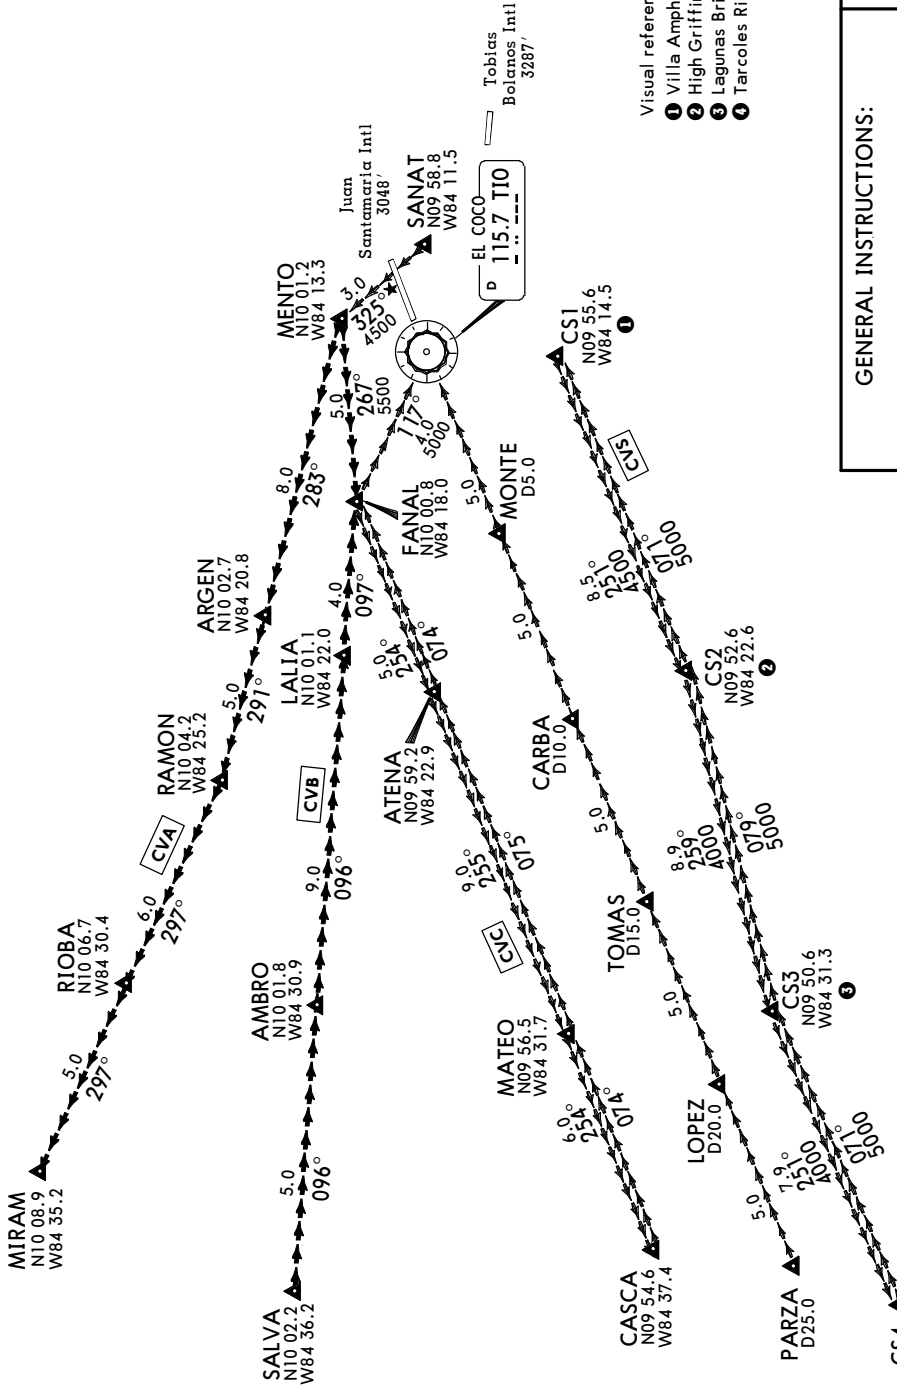 MIRAM
N10 08.9
W84 35.2
5.0
297°
RIOBA
N10 06.7
W84 30.4
6.0
297°
CVA
RAMON
N10 04.2
W84 25.2
5.0
291°
ARGEN
N10 02.7
W84 20.8
8.0
283°
MENTO
N10 01.2
W84 13.3
3.0
325°★
4500
Juan
Santamaria Intl
3048'
SANAT
N09 58.8
W84 11.5
Tobias
Bolanos Intl
3287'
EL COCO
D 115.7 TIO
5.0
267°
5500
SALVA
N10 02.2
W84 36.2
5.0
096°
AMBRO
N10 01.8
W84 30.9
9.0
096°
CVB
LALIA
N10 01.1
W84 22.0
4.0
097°
FANAL
N10 00.8
W84 18.0
117°
4.0
5000
5.0
254°
074°
ATENA
N09 59.2
W84 22.9
9.0
255°
075°
CVC
MATEO
N09 56.5
W84 31.7
6.0
254°
074°
CASCA
N09 54.6
W84 37.4
PARZA
D25.0
5.0
LOPEZ
D20.0
5.0
TOMAS
D15.0
5.0
CARBA
D10.0
5.0
MONTE
D5.0
5.0
CS1
N09 55.6
W84 14.5
1
CVS
8.5
251°
4500
071°
5000
CS2
N09 52.6
W84 22.6
2
8.9
259°
4000
079°
5000
CS3
N09 50.6
W84 31.3
3
7.9
251°
4000
071°
5000
Visual refere
1 Villa Amph
2 High Griffi
3 Lagunas Bri
4 Tarcoles Ri
GENERAL INSTRUCTIONS: